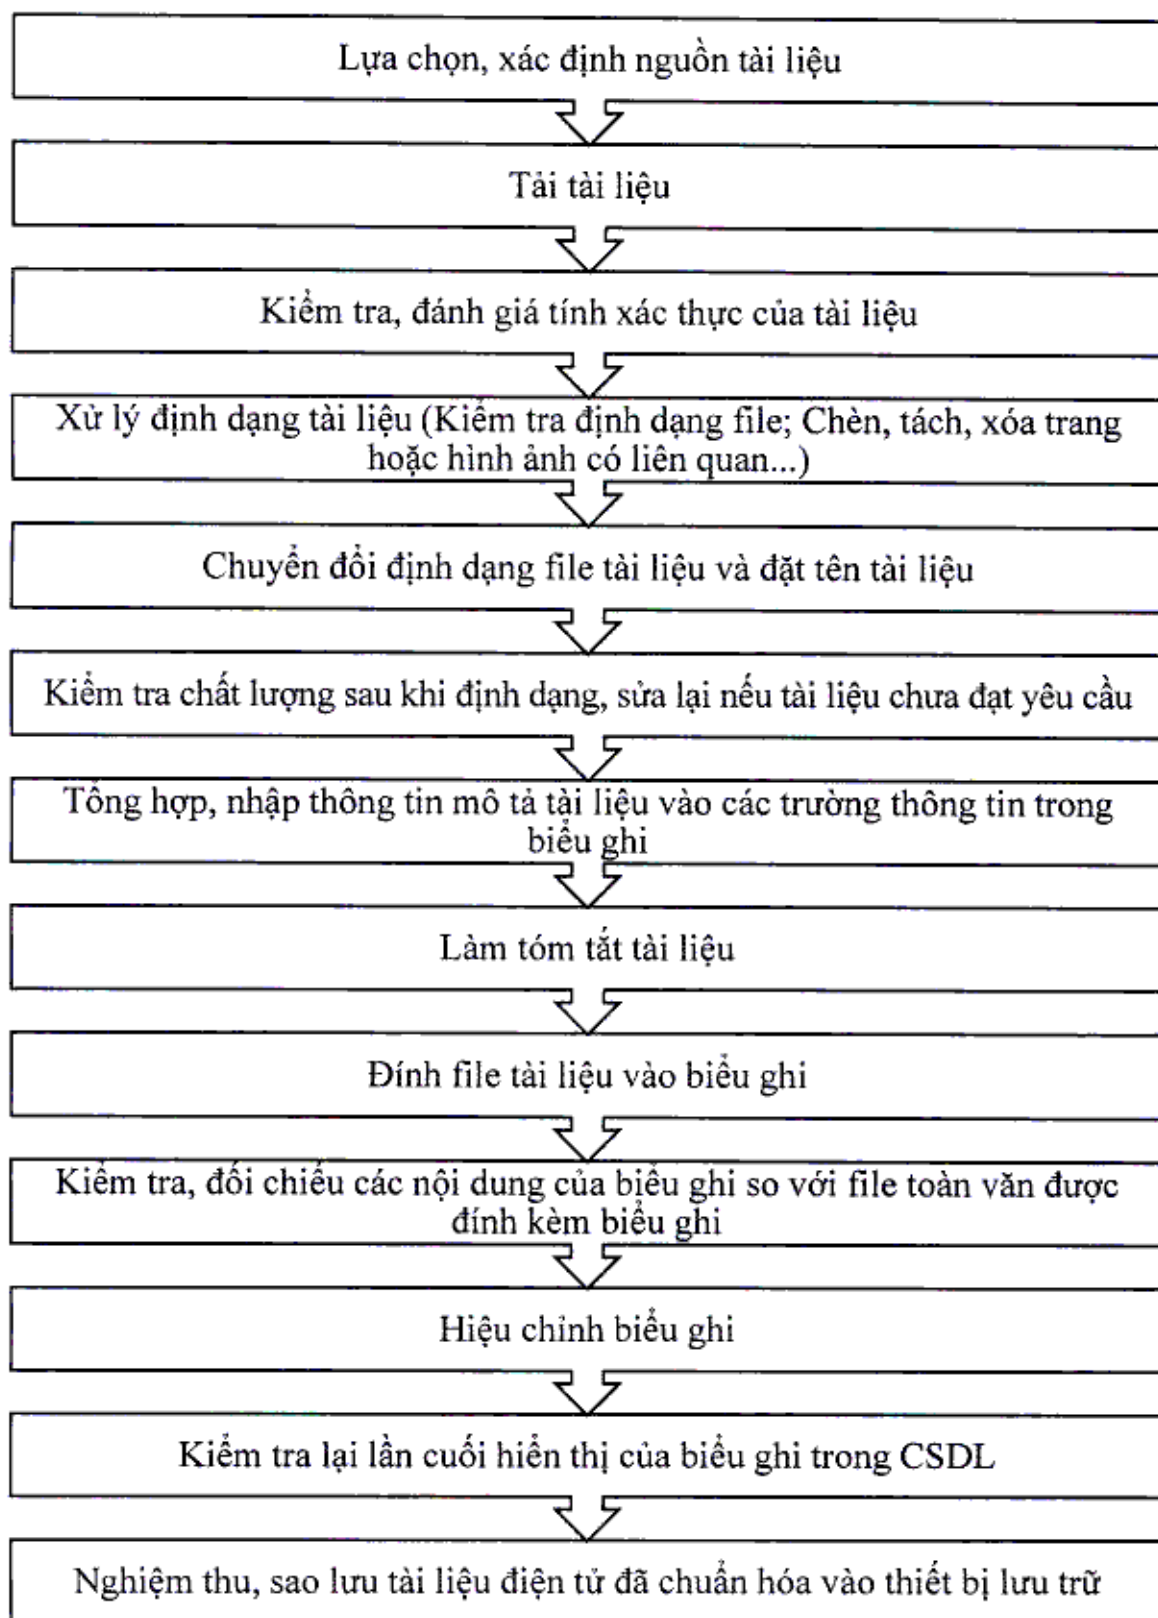 Lựa chọn, xác định nguồn tài liệu
Tải tài liệu
Kiểm tra, đánh giá tính xác thực của tài liệu
Xử lý định dạng tài liệu (Kiểm tra định dạng file; Chèn, tách, xóa trang
hoặc hình ảnh có liên quan...)
Chuyển đổi định dạng file tài liệu và đặt tên tài liệu
Kiểm tra chất lượng sau khi định dạng, sửa lại nếu tài liệu chưa đạt yêu cầu
Tổng hợp, nhập thông tin mô tả tài liệu vào các trường thông tin trong
biểu ghi
Làm tóm tắt tài liệu
Đính file tài liệu vào biểu ghi
Kiểm tra, đối chiếu các nội dung của biểu ghi so với file toàn văn được
đính kèm biểu ghi
Hiệu chỉnh biểu ghi
Kiểm tra lại lần cuối hiển thị của biểu ghi trong CSDL
Nghiệm thu, sao lưu tài liệu điện tử đã chuẩn hóa vào thiết bị lưu trữ